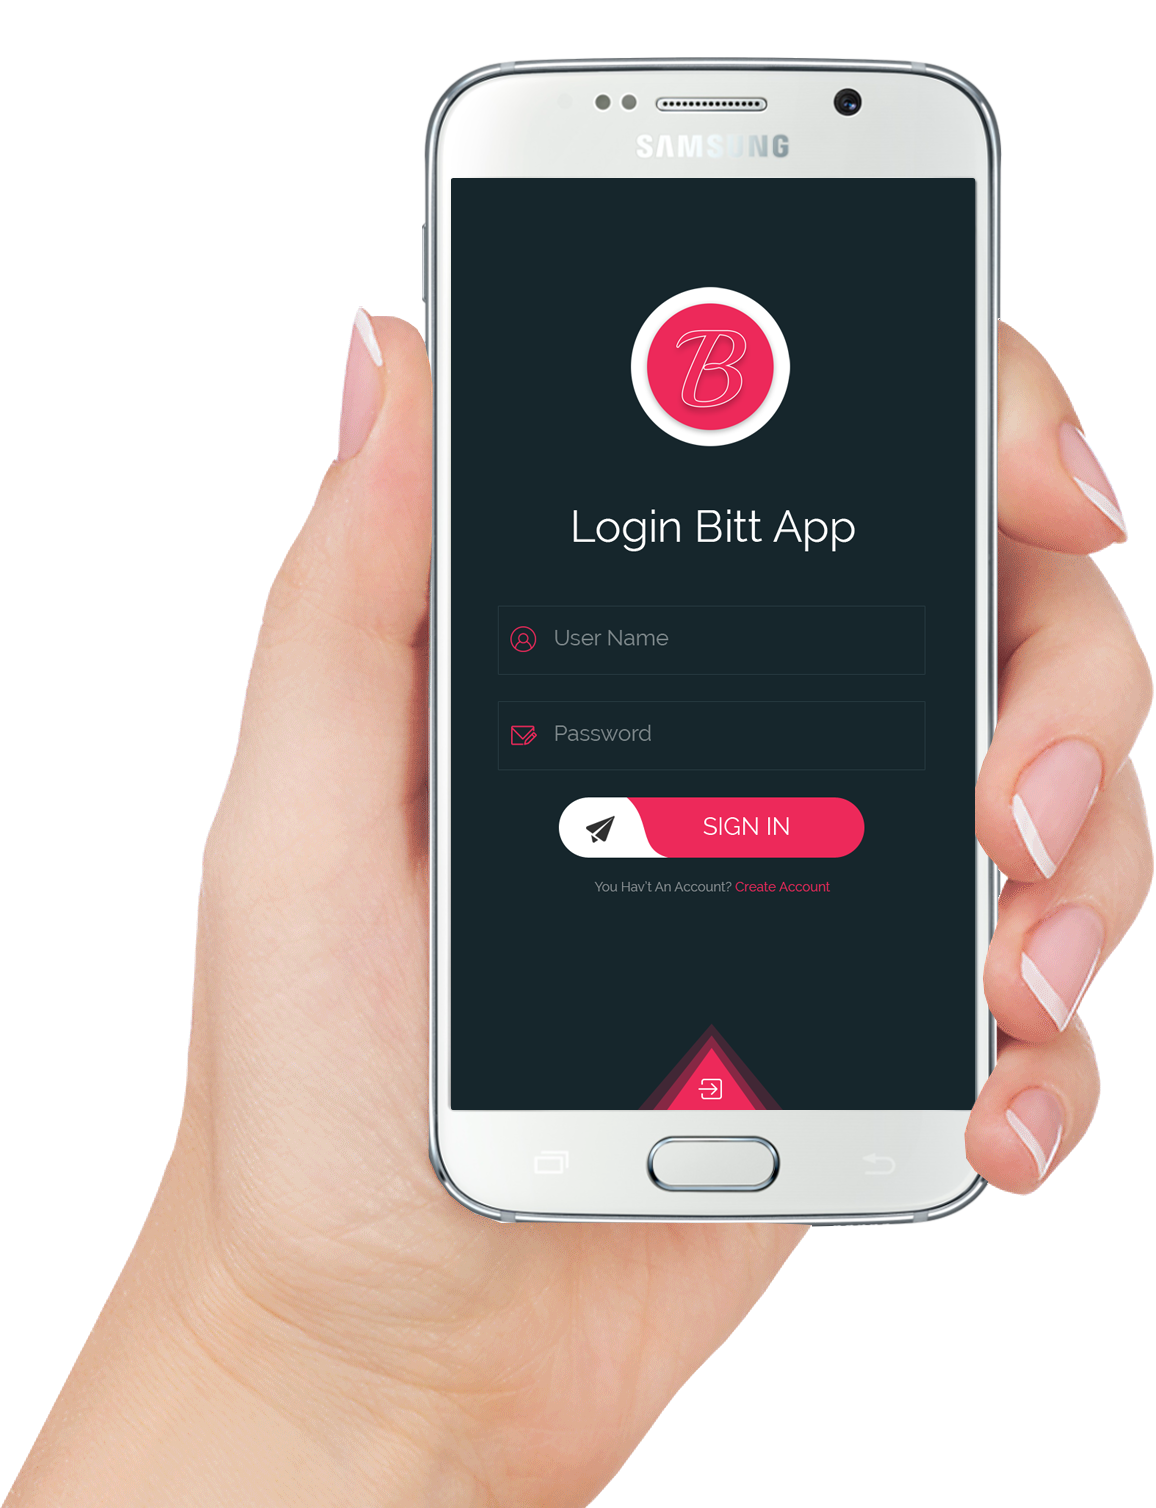 SAMSUNG
B
Login Bitt App
User Name
Password
SIGN IN
You Hav't An Account? Create Account